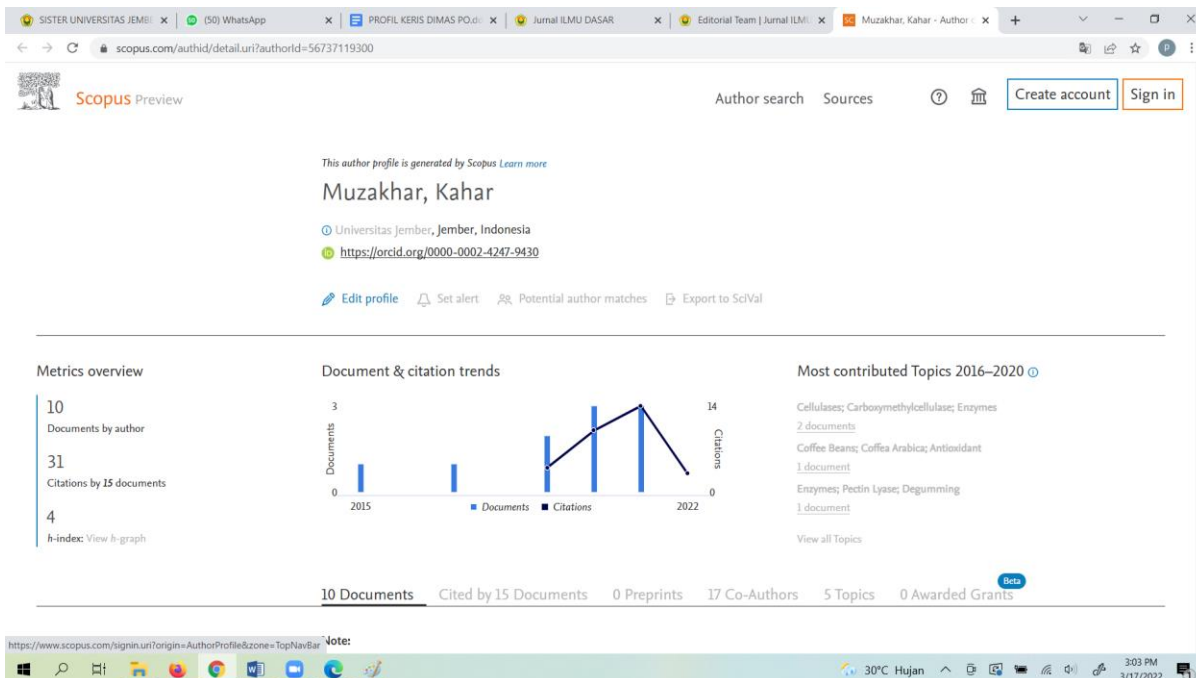 SISTER UNIVERSITAS JEMBE
(50) WhatsApp
PROFIL KERIS DIMAS PO.do
Jurnal ILMU DASAR
Editorial Team | Jurnal ILMU
Muzakhar, Kahar - Author d
scopus.com/authid/detail.uri?authorId=56737119300
P
Scopus Preview
Author search
Sources
Create account
Sign in
This author profile is generated by Scopus Learn more
Muzakhar, Kahar
Universitas Jember, Jember, Indonesia
iD https://orcid.org/0000-0002-4247-9430
Edit profile
Set alert
Potential author matches
Export to SciVal
Metrics overview
10
Documents by author
31
Citations by 15 documents
4
h-index: View h-graph
Document & citation trends
3
14
Documents
Citations
0
0
2015
Documents
Citations
2022
Most contributed Topics 2016–2020
Cellulases; Carboxymethylcellulase; Enzymes
2 documents
Coffee Beans; Coffea Arabica; Antioxidant
1 document
Enzymes; Pectin Lyase; Degumming
1 document
View all Topics
Beta
10 Documents
Cited by 15 Documents
0 Preprints
17 Co-Authors
5 Topics
0 Awarded Grants
Note:
https://www.scopus.com/signin.uri?origin=AuthorProfile&zone=TopNavBar
30°C Hujan
3:03 PM
3/17/2022